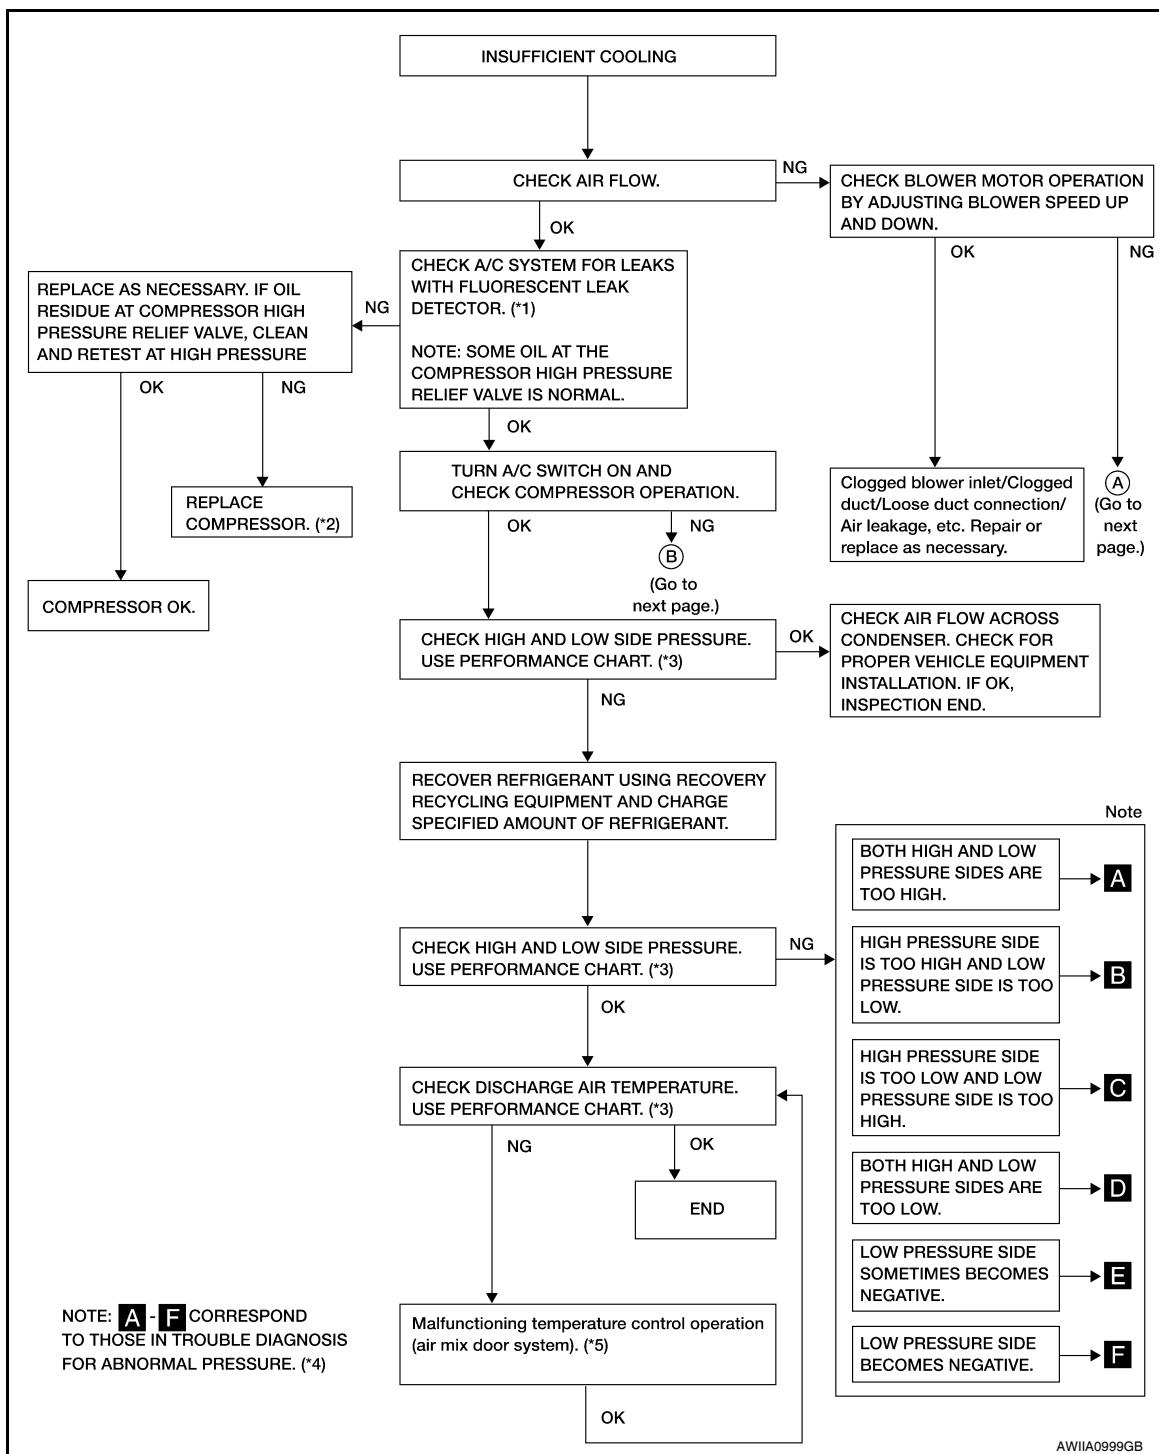 INSUFFICIENT COOLING
CHECK AIR FLOW.
NG
CHECK BLOWER MOTOR OPERATION
BY ADJUSTING BLOWER SPEED UP
AND DOWN.
OK
OK
NG
CHECK A/C SYSTEM FOR LEAKS
WITH FLUORESCENT LEAK
DETECTOR. (*1)
NOTE: SOME OIL AT THE
COMPRESSOR HIGH PRESSURE
RELIEF VALVE IS NORMAL.
NG
REPLACE AS NECESSARY. IF OIL
RESIDUE AT COMPRESSOR HIGH
PRESSURE RELIEF VALVE, CLEAN
AND RETEST AT HIGH PRESSURE
OK
NG
REPLACE
COMPRESSOR. (*2)
COMPRESSOR OK.
OK
TURN A/C SWITCH ON AND
CHECK COMPRESSOR OPERATION.
OK
NG
B
(Go to
next page.)
Clogged blower inlet/Clogged
duct/Loose duct connection/
Air leakage, etc. Repair or
replace as necessary.
A
(Go to
next
page.)
CHECK HIGH AND LOW SIDE PRESSURE.
USE PERFORMANCE CHART. (*3)
OK
CHECK AIR FLOW ACROSS
CONDENSER. CHECK FOR
PROPER VEHICLE EQUIPMENT
INSTALLATION. IF OK,
INSPECTION END.
NG
RECOVER REFRIGERANT USING RECOVERY
RECYCLING EQUIPMENT AND CHARGE
SPECIFIED AMOUNT OF REFRIGERANT.
CHECK HIGH AND LOW SIDE PRESSURE.
USE PERFORMANCE CHART. (*3)
NG
OK
Note
BOTH HIGH AND LOW
PRESSURE SIDES ARE
TOO HIGH.
A
HIGH PRESSURE SIDE
IS TOO HIGH AND LOW
PRESSURE SIDE IS TOO
LOW.
B
HIGH PRESSURE SIDE
IS TOO LOW AND LOW
PRESSURE SIDE IS TOO
HIGH.
C
BOTH HIGH AND LOW
PRESSURE SIDES ARE
TOO LOW.
D
LOW PRESSURE SIDE
SOMETIMES BECOMES
NEGATIVE.
E
LOW PRESSURE SIDE
BECOMES NEGATIVE.
F
CHECK DISCHARGE AIR TEMPERATURE.
USE PERFORMANCE CHART. (*3)
NG
OK
END
Malfunctioning temperature control operation
(air mix door system). (*5)
OK
NOTE: A - F CORRESPOND
TO THOSE IN TROUBLE DIAGNOSIS
FOR ABNORMAL PRESSURE. (*4)
AWIIA0999GB